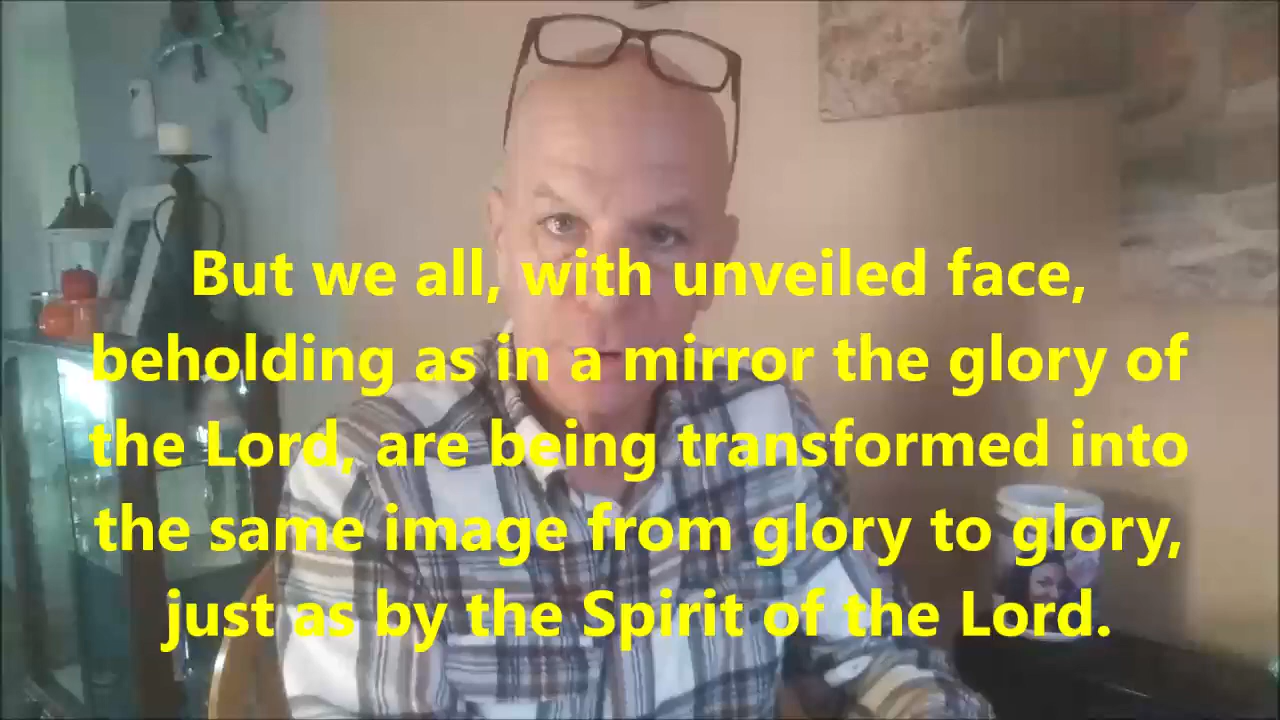 But we all, with unveiled face,
beholding as in a mirror the glory of
the Lord, are being transformed into
the same image from glory to glory,
just as by the Spirit of the Lord.